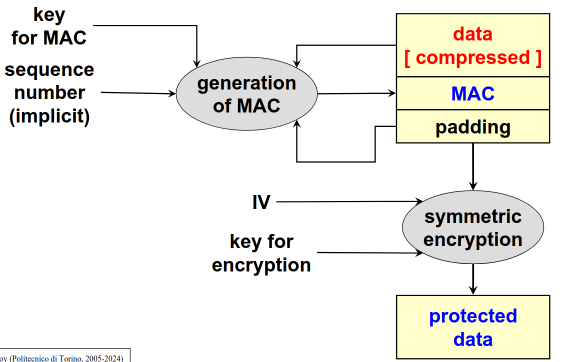 key
for MAC
data
[ compressed ]
sequence
number
(implicit)
generation
of MAC
MAC
padding
IV
symmetric
encryption
key for
encryption
protected
data
(Politecnico di Torino, 2005-2024)